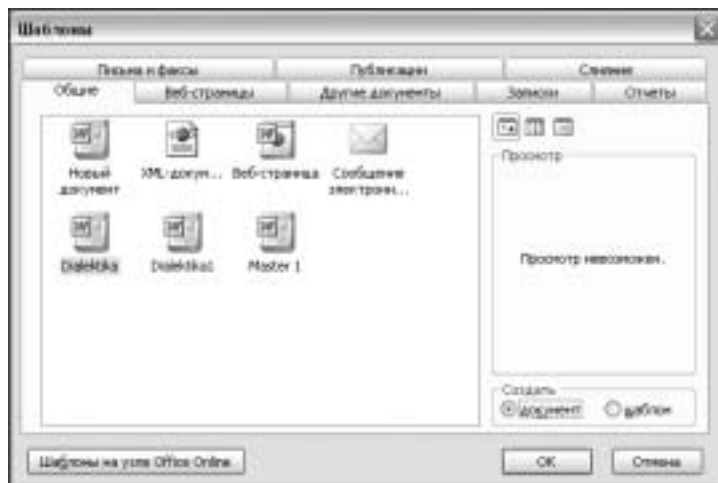 Шаблоны
Письма и факсы Публикации Слияние
Общие Веб-страницы Другие документы Записки Отчеты
Новый документ
XML-докум... Веб-страница Сообщение электронн...
Dialektika Dialektika1 Master 1
Просмотр
Просмотр невозможен.
Создать
документ шаблон
Шаблоны на узле Office Online ОК Отмена